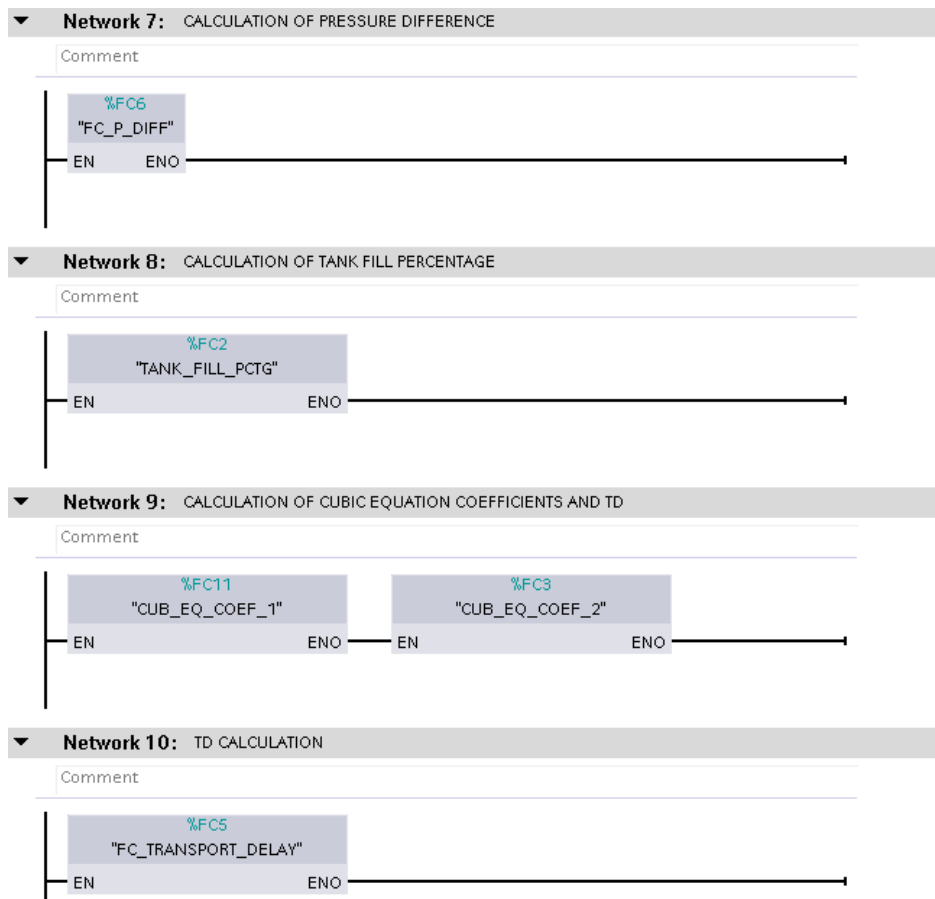 Network 7: CALCULATION OF PRESSURE DIFFERENCE
Comment
%FC6
"FC_P_DIFF"
EN ENO
Network 8: CALCULATION OF TANK FILL PERCENTAGE
Comment
%FC2
"TANK_FILL_PCTG"
EN ENO
Network 9: CALCULATION OF CUBIC EQUATION COEFFICIENTS AND TD
Comment
%FC11 %FC3
"CUB_EQ_COEF_1" "CUB_EQ_COEF_2"
EN ENO EN ENO
Network 10: TD CALCULATION
Comment
%FC5
"FC_TRANSPORT_DELAY"
EN ENO